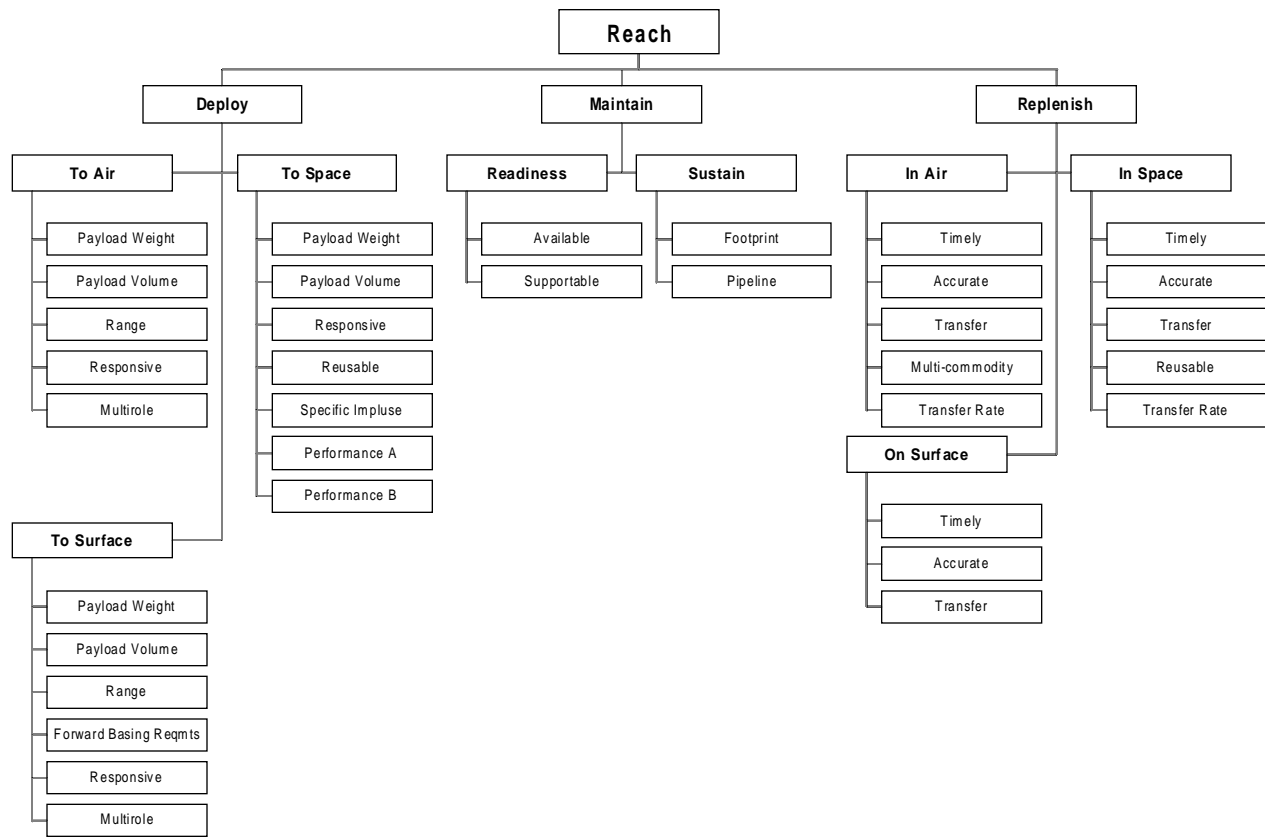 Reach
Deploy
Maintain
Replenish
To Air
To Space
Readiness
Sustain
In Air
In Space
Payload Weight
Payload Volume
Range
Responsive
Multirole
Payload Weight
Payload Volume
Responsive
Reusable
Specific Impluse
Performance A
Performance B
Available
Supportable
Footprint
Pipeline
Timely
Accurate
Transfer
Multi-commodity
Transfer Rate
Timely
Accurate
Transfer
Reusable
Transfer Rate
On Surface
Timely
Accurate
Transfer
To Surface
Payload Weight
Payload Volume
Range
Forward Basing Reqmts
Responsive
Multirole